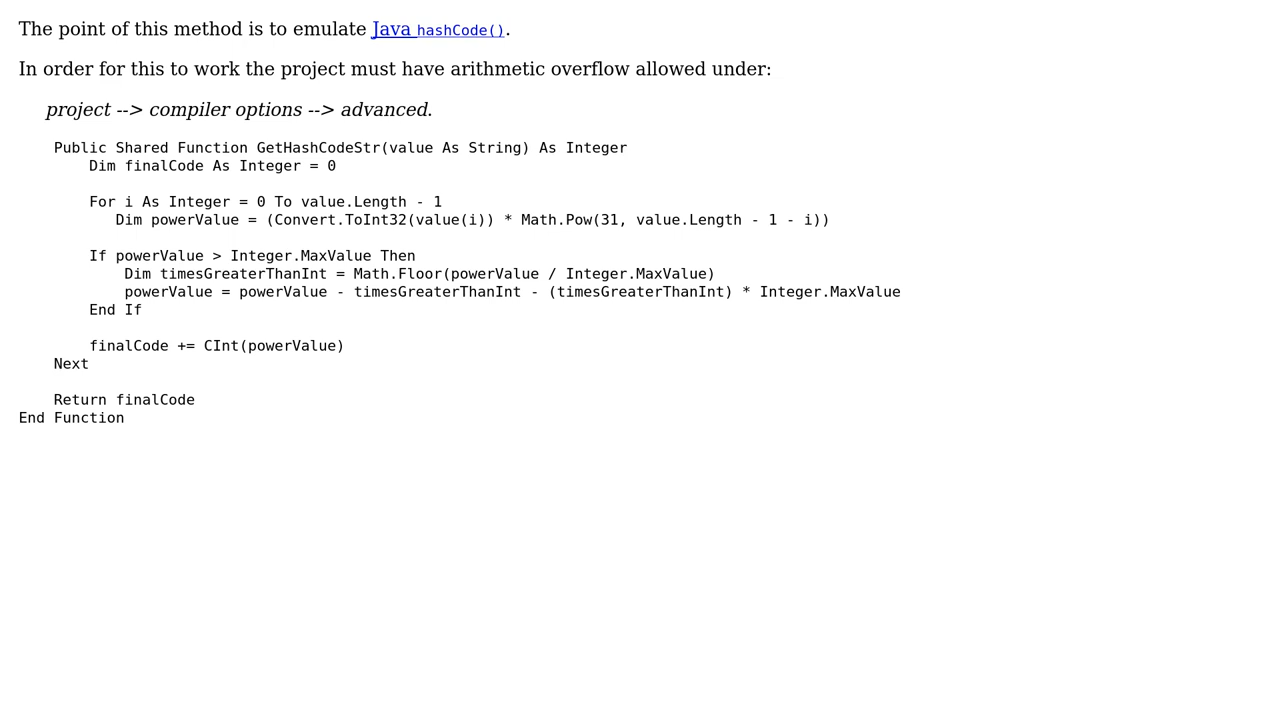 The point of this method is to emulate Java hashCode().
In order for this to work the project must have arithmetic overflow allowed under:
project --> compiler options --> advanced.
Public Shared Function GetHashCodeStr(value As String) As Integer
Dim finalCode As Integer = 0
For i As Integer = 0 To value.Length - 1
Dim powerValue = (Convert.ToInt32(value(i)) * Math.Pow(31, value.Length - 1 - i))
If powerValue > Integer.MaxValue Then
Dim timesGreaterThanInt = Math.Floor(powerValue / Integer.MaxValue)
powerValue = powerValue - timesGreaterThanInt - (timesGreaterThanInt) * Integer.MaxValue
End If
finalCode += CInt(powerValue)
Next
Return finalCode
End Function